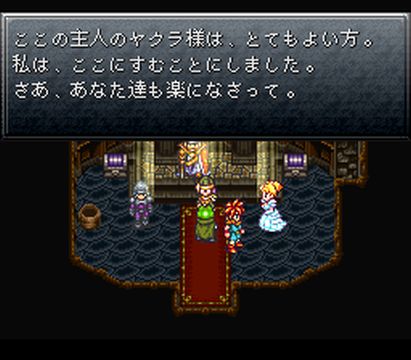 ここの主人のヤクラ様は、とてもよい方。
私は、ここにすむことにしました。
さあ、あなた達も楽になさって。